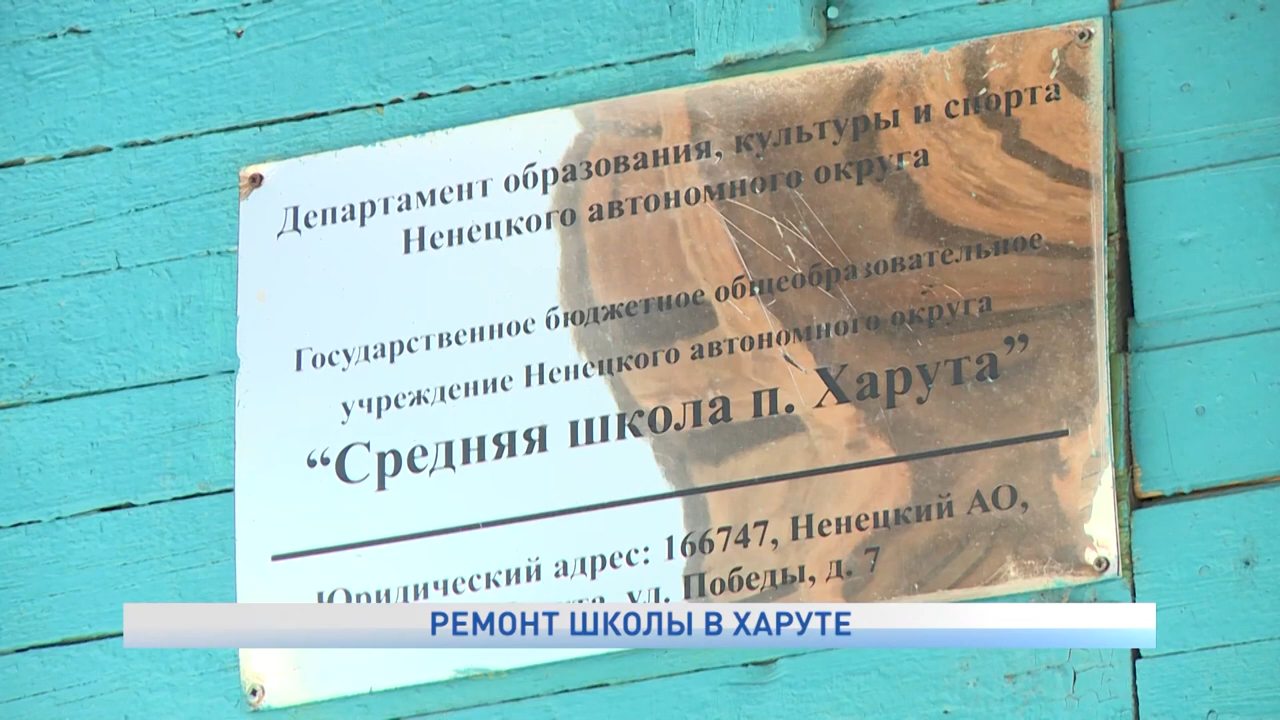 Департамент образования, культуры и спорта
Ненецкого автономного округа
Государственное бюджетное общеобразовательное
учреждение Ненецкого автономного округа
“Средняя школа п. Харута”
Юридический адрес: 166747, Ненецкий АО,
ул. Победы, д. 7
РЕМОНТ ШКОЛЫ В ХАРУТЕ